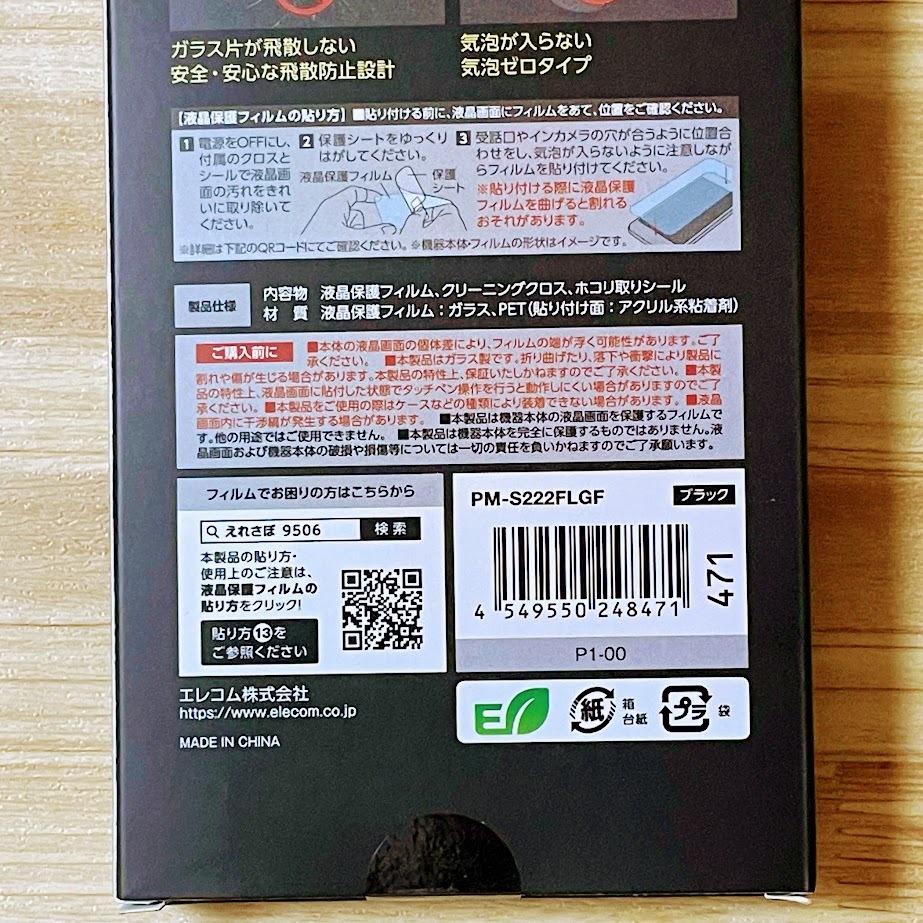 ガラス片が飛散しない
安全・安心な飛散防止設計
気泡が入らない
気泡ゼロタイプ
【液晶保護フィルムの貼り方】 ■貼り付ける前に、液晶画面にフィルムをあて、位置をご確認ください。
1 電源をOFFにし、
付属のクロスと
シールで液晶画
面の汚れをきれ
いに取り除いて
ください。
2 保護シートをゆっくり
はがしてください。
液晶保護フィルム
保護
シート
3 受話口やインカメラの穴が合うように位置合
わせをし、気泡が入らないように注意しなが
らフィルムを貼り付けてください。
※貼り付ける際に液晶保護
フィルムを曲げると割れる
おそれがあります。
※詳細は下記のQRコードにてご確認ください。※機器本体・フィルムの形状はイメージです。
製品仕様
内容物 液晶保護フィルム、クリーニングクロス、ホコリ取りシール
材 質 液晶保護フィルム：ガラス、PET（貼り付け面：アクリル系粘着剤）
ご購入前に ■本体の液晶画面の個体差により、フィルムの端が浮く可能性があります。ご了
承ください。 ■本製品はガラス製です。折り曲げたり、落下や衝撃により製品に
割れや傷が生じる場合があります。本製品の特性上、保証いたしかねますのでご了承ください。 ■本製
品の特性上、液晶画面に貼付した状態でタッチペン操作を行うと動作しにくい場合がありますのでご了
承ください。 ■本製品をご使用の際はケースなどの種類により装着できない場合があります。 ■液晶
画面内に干渉縞が発生する場合があります。 ■本製品は機器本体の液晶画面を保護するフィルムで
す。他の用途ではご使用できません。 ■本製品は機器本体を完全に保護するものではありません。液
晶画面および機器本体の破損や損傷等については一切の責任を負いかねますのでご了承願います。
フィルムでお困りの方はこちらから
えれさぽ 9506 検索
本製品の貼り方・
使用上のご注意は、
液晶保護フィルムの
貼り方をクリック!
貼り方⑬を
ご参照ください
PM-S222FLGF ブラック
471
4 549550 248471
P1-00
エレコム株式会社
https://www.elecom.co.jp
MADE IN CHINA
E
紙
箱
台紙
プラ
袋